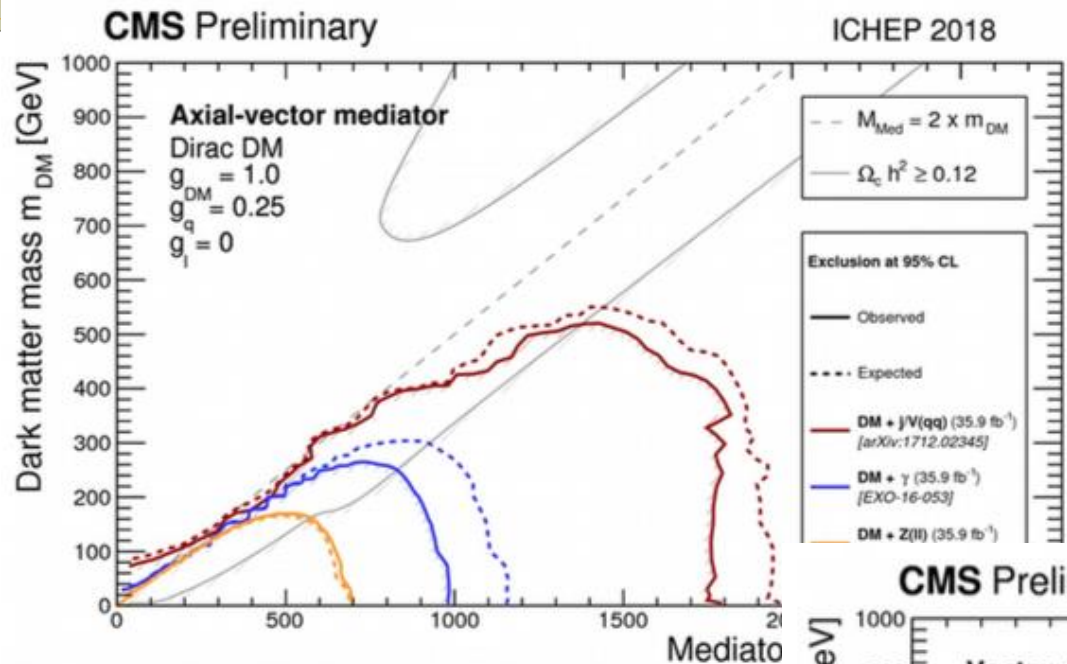 CMS Preliminary
ICHEP 2018
Dark matter mass m_DM [GeV]
1000
900
800
700
600
500
400
300
200
100
0
Axial-vector mediator
Dirac DM
g_DM = 1.0
g_q = 0.25
g_l = 0
M_Med = 2 x m_DM
Ω_c h² ≥ 0.12
Exclusion at 95% CL
Observed
Expected
DM + j/V(qq) (35.9 fb⁻¹)
[arXiv:1712.02345]
DM + γ (35.9 fb⁻¹)
[EXO-16-053]
DM + Z(ll) (35.9 fb⁻¹)
0 500 1000 1500 20
Mediato
CMS Preli
1000
eV]